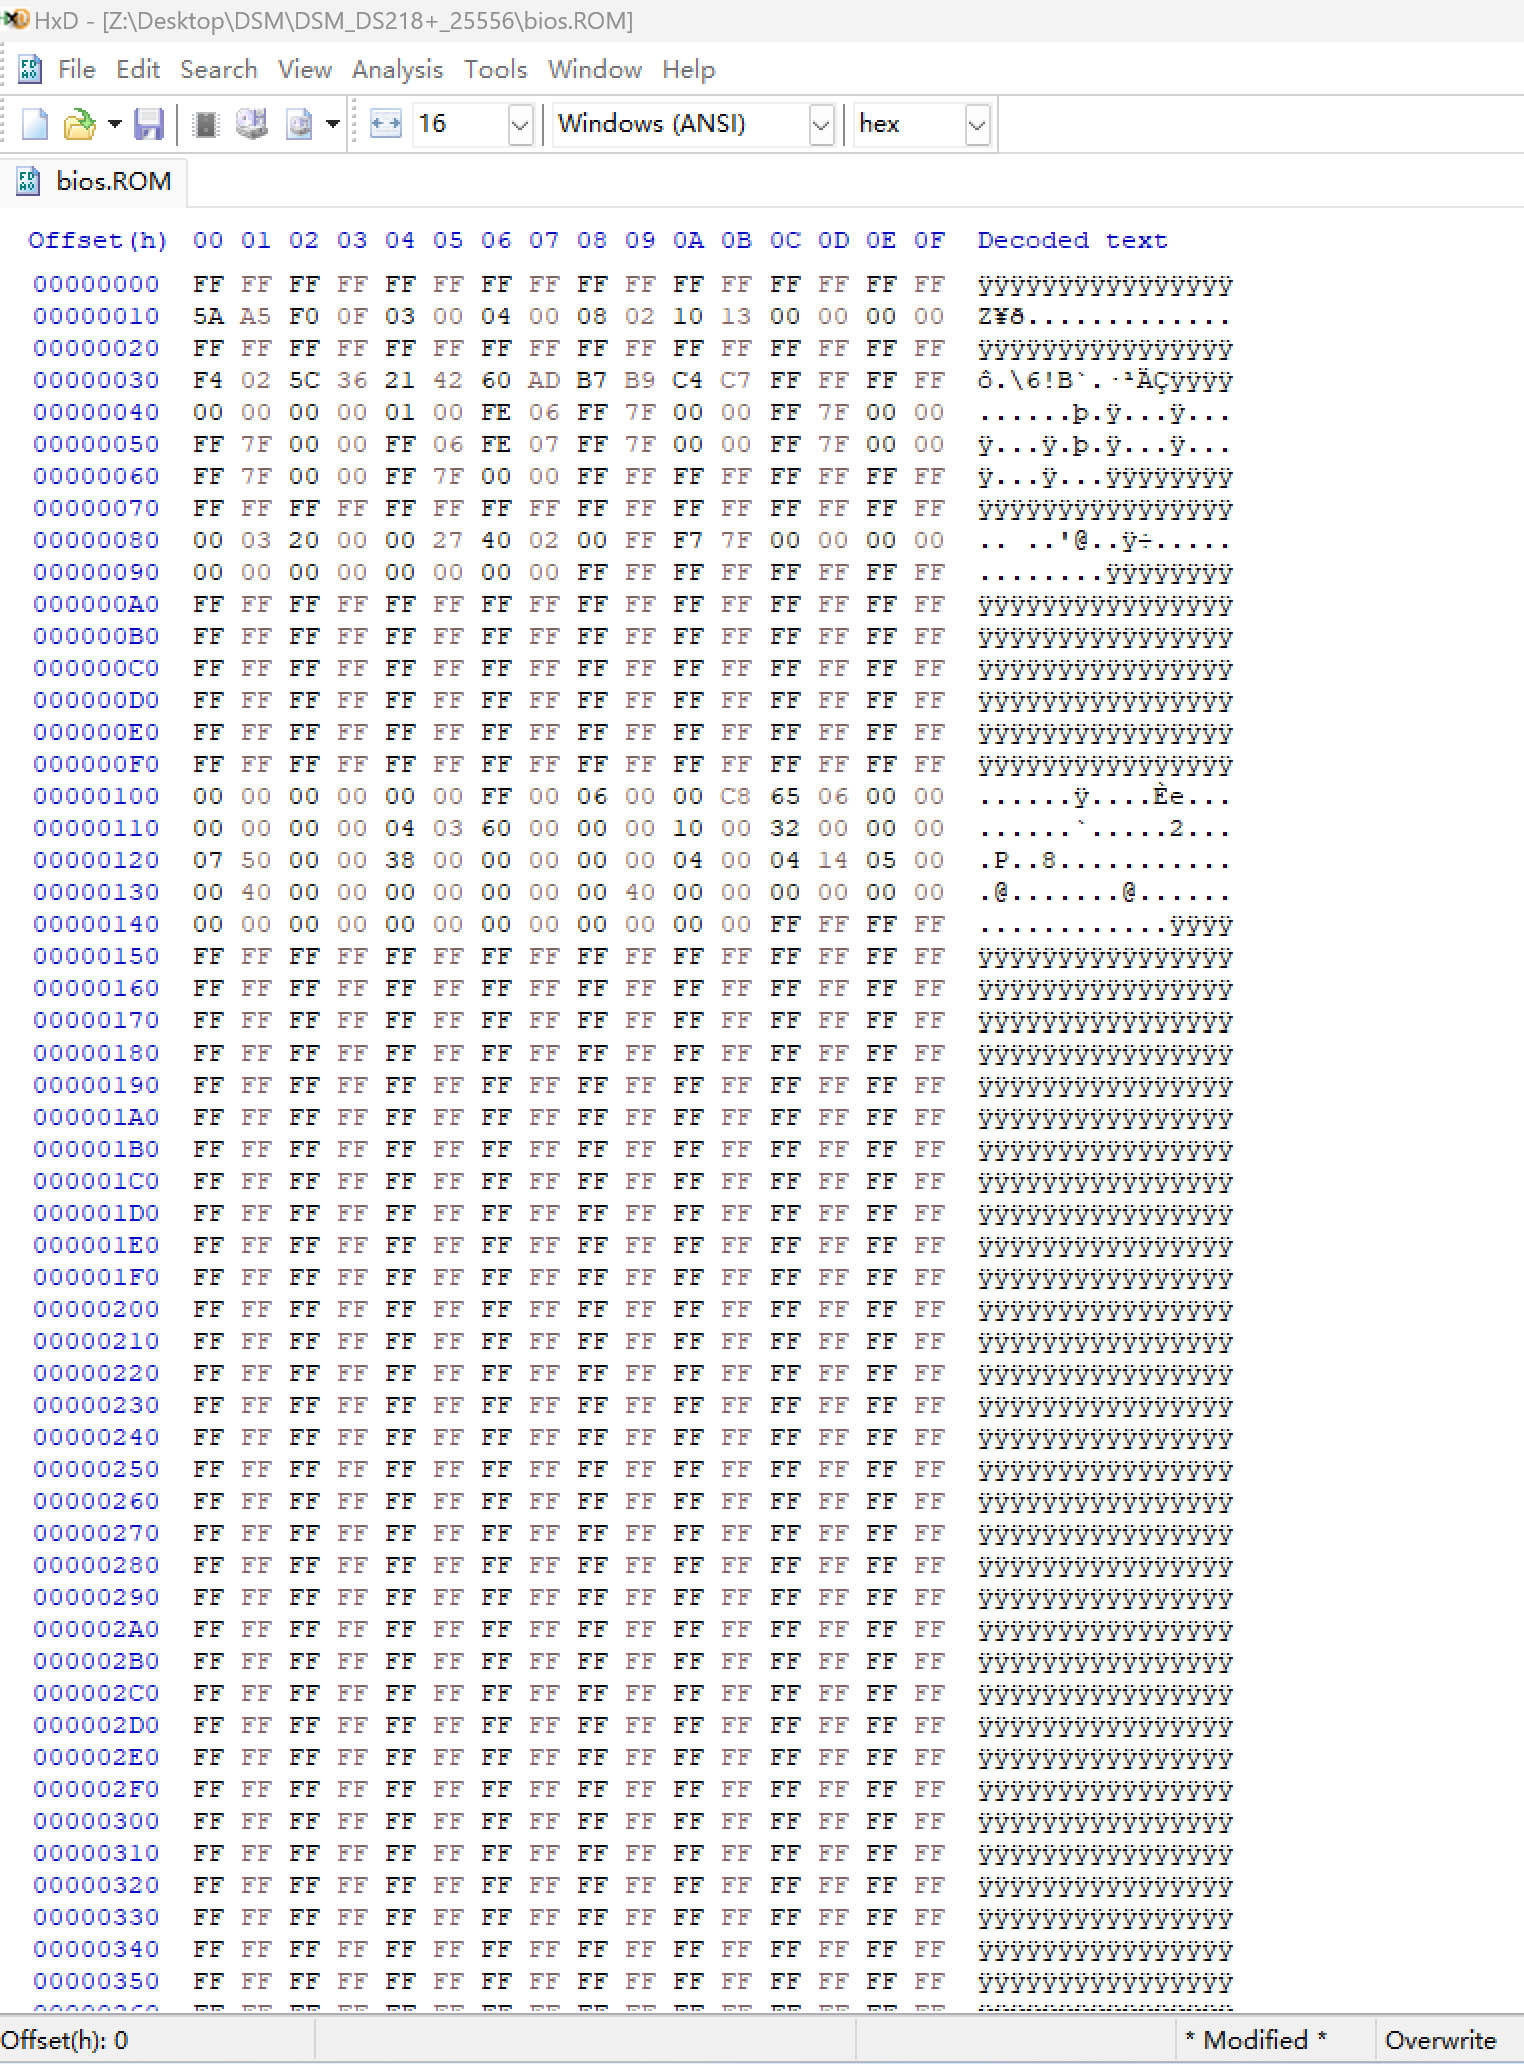 HxD - [Z:\Desktop\DSM\DSM_DS218+_25556\bios.ROM]
File Edit Search View Analysis Tools Window Help
16 Windows (ANSI) hex
bios.ROM
Offset(h) 00 01 02 03 04 05 06 07 08 09 0A 0B 0C 0D 0E 0F Decoded text
00000000 FF FF FF FF FF FF FF FF FF FF FF FF FF FF FF FF ÿÿÿÿÿÿÿÿÿÿÿÿÿÿÿÿ
00000010 5A A5 F0 0F 03 00 04 00 08 02 10 13 00 00 00 00 Z¥ð.............
00000020 FF FF FF FF FF FF FF FF FF FF FF FF FF FF FF FF ÿÿÿÿÿÿÿÿÿÿÿÿÿÿÿÿ
00000030 F4 02 5C 36 21 42 60 AD B7 B9 C4 C7 FF FF FF FF ô.\6!B`.·¹ÄÇÿÿÿÿ
00000040 00 00 00 00 01 00 FE 06 FF 7F 00 00 FF 7F 00 00 ......þ.ÿ...ÿ...
00000050 FF 7F 00 00 FF 06 FE 07 FF 7F 00 00 FF 7F 00 00 ÿ...ÿ.þ.ÿ...ÿ...
00000060 FF 7F 00 00 FF 7F 00 00 FF FF FF FF FF FF FF FF ÿ...ÿ...ÿÿÿÿÿÿÿÿ
00000070 FF FF FF FF FF FF FF FF FF FF FF FF FF FF FF FF ÿÿÿÿÿÿÿÿÿÿÿÿÿÿÿÿ
00000080 00 03 20 00 00 27 40 02 00 FF F7 7F 00 00 00 00 .. ..'@..ÿ÷.....
00000090 00 00 00 00 00 00 00 00 FF FF FF FF FF FF FF FF ........ÿÿÿÿÿÿÿÿ
000000A0 FF FF FF FF FF FF FF FF FF FF FF FF FF FF FF FF ÿÿÿÿÿÿÿÿÿÿÿÿÿÿÿÿ
000000B0 FF FF FF FF FF FF FF FF FF FF FF FF FF FF FF FF ÿÿÿÿÿÿÿÿÿÿÿÿÿÿÿÿ
000000C0 FF FF FF FF FF FF FF FF FF FF FF FF FF FF FF FF ÿÿÿÿÿÿÿÿÿÿÿÿÿÿÿÿ
000000D0 FF FF FF FF FF FF FF FF FF FF FF FF FF FF FF FF ÿÿÿÿÿÿÿÿÿÿÿÿÿÿÿÿ
000000E0 FF FF FF FF FF FF FF FF FF FF FF FF FF FF FF FF ÿÿÿÿÿÿÿÿÿÿÿÿÿÿÿÿ
000000F0 FF FF FF FF FF FF FF FF FF FF FF FF FF FF FF FF ÿÿÿÿÿÿÿÿÿÿÿÿÿÿÿÿ
00000100 00 00 00 00 00 00 FF 00 06 00 00 C8 65 06 00 00 ......ÿ....Èe...
00000110 00 00 00 00 04 03 60 00 00 00 10 00 32 00 00 00 ......`.....2...
00000120 07 50 00 00 38 00 00 00 00 00 04 00 04 14 05 00 .P..8...........
00000130 00 40 00 00 00 00 00 00 00 40 00 00 00 00 00 00 .@.......@......
00000140 00 00 00 00 00 00 00 00 00 00 00 00 FF FF FF FF ............ÿÿÿÿ
00000150 FF FF FF FF FF FF FF FF FF FF FF FF FF FF FF FF ÿÿÿÿÿÿÿÿÿÿÿÿÿÿÿÿ
00000160 FF FF FF FF FF FF FF FF FF FF FF FF FF FF FF FF ÿÿÿÿÿÿÿÿÿÿÿÿÿÿÿÿ
00000170 FF FF FF FF FF FF FF FF FF FF FF FF FF FF FF FF ÿÿÿÿÿÿÿÿÿÿÿÿÿÿÿÿ
00000180 FF FF FF FF FF FF FF FF FF FF FF FF FF FF FF FF ÿÿÿÿÿÿÿÿÿÿÿÿÿÿÿÿ
00000190 FF FF FF FF FF FF FF FF FF FF FF FF FF FF FF FF ÿÿÿÿÿÿÿÿÿÿÿÿÿÿÿÿ
000001A0 FF FF FF FF FF FF FF FF FF FF FF FF FF FF FF FF ÿÿÿÿÿÿÿÿÿÿÿÿÿÿÿÿ
000001B0 FF FF FF FF FF FF FF FF FF FF FF FF FF FF FF FF ÿÿÿÿÿÿÿÿÿÿÿÿÿÿÿÿ
000001C0 FF FF FF FF FF FF FF FF FF FF FF FF FF FF FF FF ÿÿÿÿÿÿÿÿÿÿÿÿÿÿÿÿ
000001D0 FF FF FF FF FF FF FF FF FF FF FF FF FF FF FF FF ÿÿÿÿÿÿÿÿÿÿÿÿÿÿÿÿ
000001E0 FF FF FF FF FF FF FF FF FF FF FF FF FF FF FF FF ÿÿÿÿÿÿÿÿÿÿÿÿÿÿÿÿ
000001F0 FF FF FF FF FF FF FF FF FF FF FF FF FF FF FF FF ÿÿÿÿÿÿÿÿÿÿÿÿÿÿÿÿ
00000200 FF FF FF FF FF FF FF FF FF FF FF FF FF FF FF FF ÿÿÿÿÿÿÿÿÿÿÿÿÿÿÿÿ
00000210 FF FF FF FF FF FF FF FF FF FF FF FF FF FF FF FF ÿÿÿÿÿÿÿÿÿÿÿÿÿÿÿÿ
00000220 FF FF FF FF FF FF FF FF FF FF FF FF FF FF FF FF ÿÿÿÿÿÿÿÿÿÿÿÿÿÿÿÿ
00000230 FF FF FF FF FF FF FF FF FF FF FF FF FF FF FF FF ÿÿÿÿÿÿÿÿÿÿÿÿÿÿÿÿ
00000240 FF FF FF FF FF FF FF FF FF FF FF FF FF FF FF FF ÿÿÿÿÿÿÿÿÿÿÿÿÿÿÿÿ
00000250 FF FF FF FF FF FF FF FF FF FF FF FF FF FF FF FF ÿÿÿÿÿÿÿÿÿÿÿÿÿÿÿÿ
00000260 FF FF FF FF FF FF FF FF FF FF FF FF FF FF FF FF ÿÿÿÿÿÿÿÿÿÿÿÿÿÿÿÿ
00000270 FF FF FF FF FF FF FF FF FF FF FF FF FF FF FF FF ÿÿÿÿÿÿÿÿÿÿÿÿÿÿÿÿ
00000280 FF FF FF FF FF FF FF FF FF FF FF FF FF FF FF FF ÿÿÿÿÿÿÿÿÿÿÿÿÿÿÿÿ
00000290 FF FF FF FF FF FF FF FF FF FF FF FF FF FF FF FF ÿÿÿÿÿÿÿÿÿÿÿÿÿÿÿÿ
000002A0 FF FF FF FF FF FF FF FF FF FF FF FF FF FF FF FF ÿÿÿÿÿÿÿÿÿÿÿÿÿÿÿÿ
000002B0 FF FF FF FF FF FF FF FF FF FF FF FF FF FF FF FF ÿÿÿÿÿÿÿÿÿÿÿÿÿÿÿÿ
000002C0 FF FF FF FF FF FF FF FF FF FF FF FF FF FF FF FF ÿÿÿÿÿÿÿÿÿÿÿÿÿÿÿÿ
000002D0 FF FF FF FF FF FF FF FF FF FF FF FF FF FF FF FF ÿÿÿÿÿÿÿÿÿÿÿÿÿÿÿÿ
000002E0 FF FF FF FF FF FF FF FF FF FF FF FF FF FF FF FF ÿÿÿÿÿÿÿÿÿÿÿÿÿÿÿÿ
000002F0 FF FF FF FF FF FF FF FF FF FF FF FF FF FF FF FF ÿÿÿÿÿÿÿÿÿÿÿÿÿÿÿÿ
00000300 FF FF FF FF FF FF FF FF FF FF FF FF FF FF FF FF ÿÿÿÿÿÿÿÿÿÿÿÿÿÿÿÿ
00000310 FF FF FF FF FF FF FF FF FF FF FF FF FF FF FF FF ÿÿÿÿÿÿÿÿÿÿÿÿÿÿÿÿ
00000320 FF FF FF FF FF FF FF FF FF FF FF FF FF FF FF FF ÿÿÿÿÿÿÿÿÿÿÿÿÿÿÿÿ
00000330 FF FF FF FF FF FF FF FF FF FF FF FF FF FF FF FF ÿÿÿÿÿÿÿÿÿÿÿÿÿÿÿÿ
00000340 FF FF FF FF FF FF FF FF FF FF FF FF FF FF FF FF ÿÿÿÿÿÿÿÿÿÿÿÿÿÿÿÿ
00000350 FF FF FF FF FF FF FF FF FF FF FF FF FF FF FF FF ÿÿÿÿÿÿÿÿÿÿÿÿÿÿÿÿ
Offset(h): 0 * Modified * Overwrite